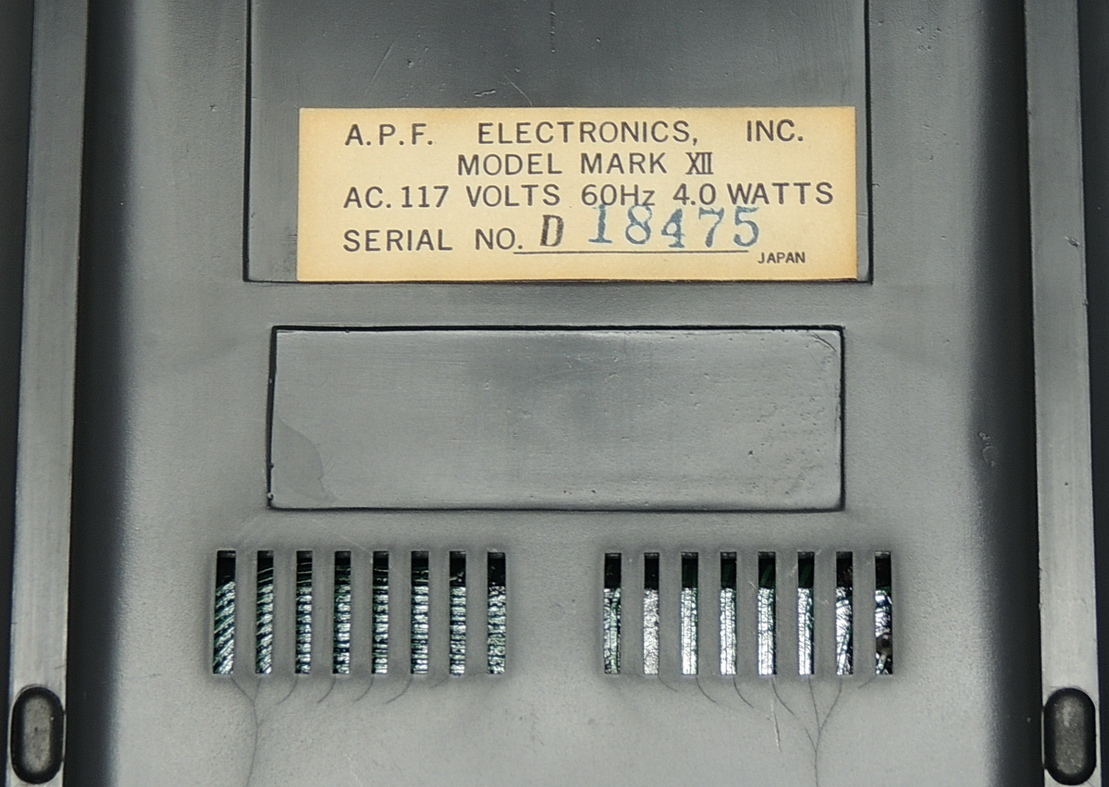 A.P.F. ELECTRONICS, INC.
MODEL MARK XII
AC. 117 VOLTS 60Hz 4.0 WATTS
SERIAL NO. D 18475
JAPAN